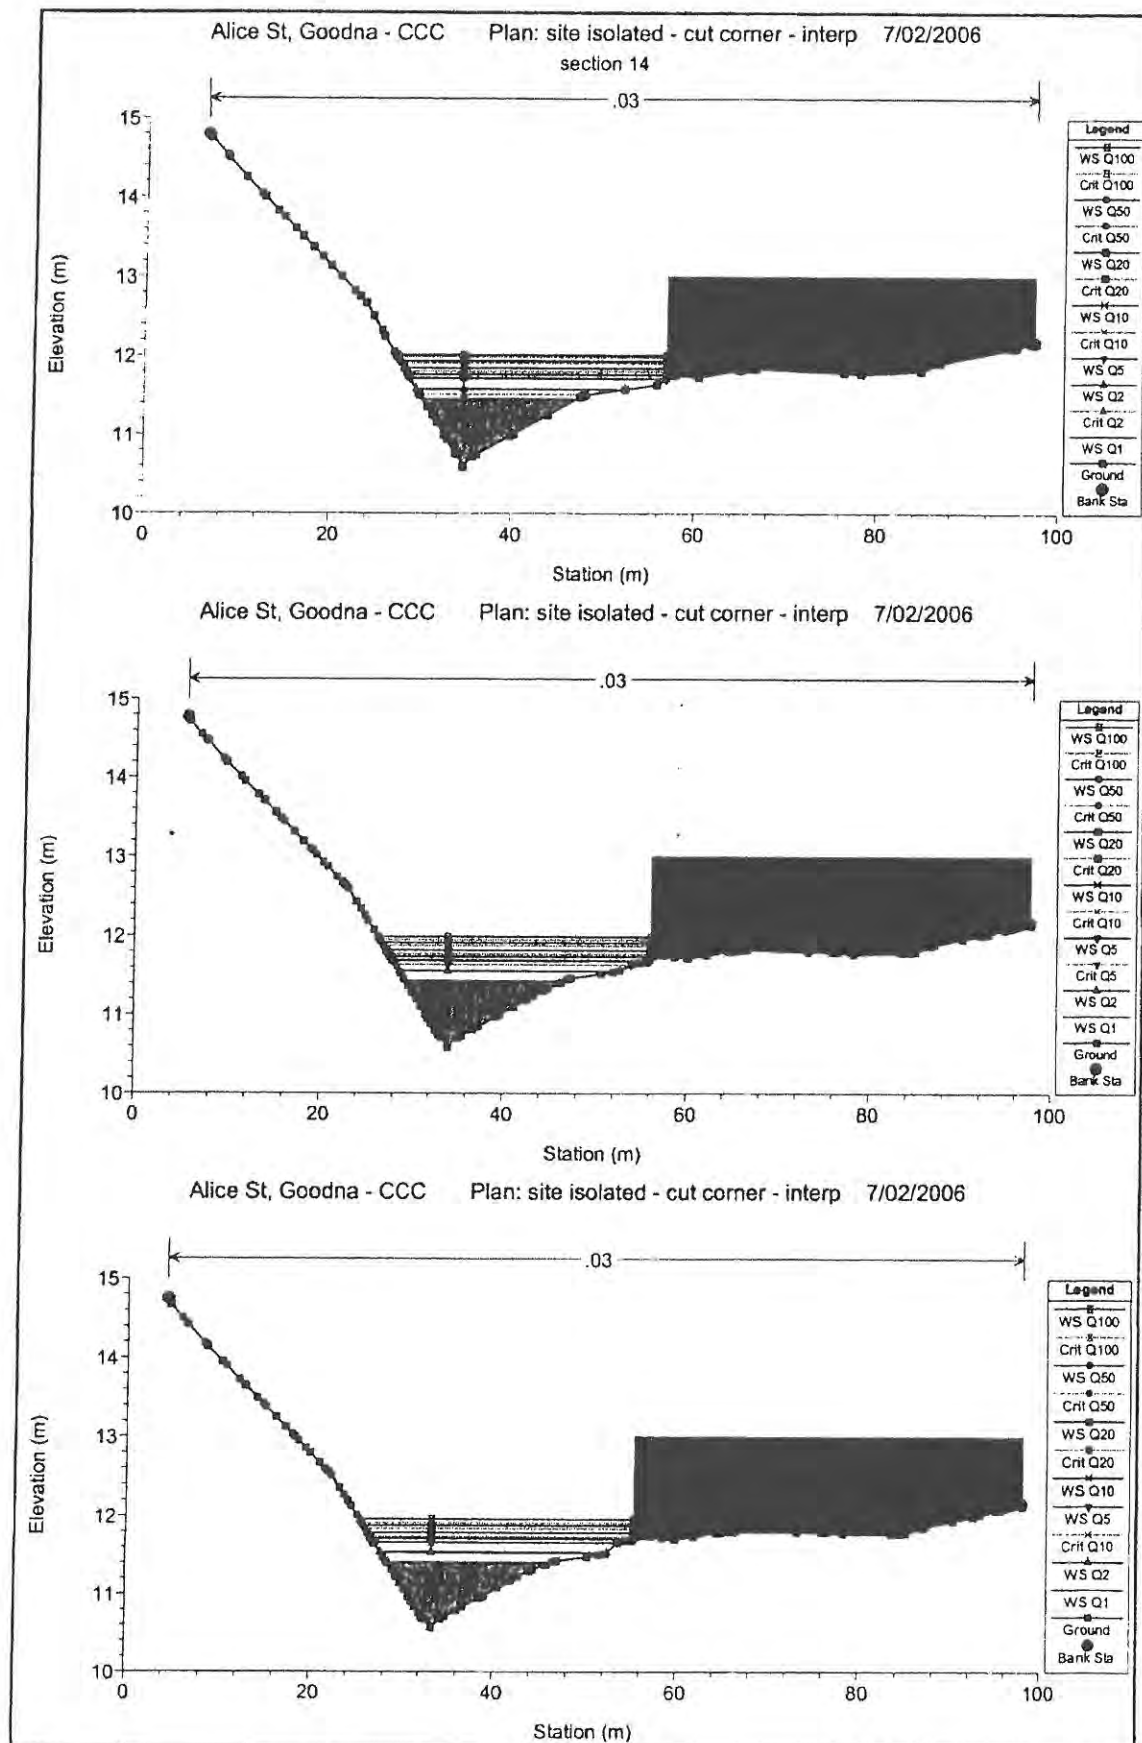 Alice St, Goodna - CCC Plan: site isolated - cut corner - interp 7/02/2006
section 14
.03
15
14
13
12
11
10
Elevation (m)
0 20 40 60 80 100
Station (m)
Legend
WS Q100
Crit Q100
WS Q50
Crit Q50
WS Q20
Crit Q20
WS Q10
Crit Q10
WS Q5
WS Q2
Crit Q2
WS Q1
Ground
Bank Sta
Alice St, Goodna - CCC Plan: site isolated - cut corner - interp 7/02/2006
.03
15
14
13
12
11
10
Elevation (m)
0 20 40 60 80 100
Station (m)
Legend
WS Q100
Crit Q100
WS Q50
Crit Q50
WS Q20
Crit Q20
WS Q10
Crit Q10
WS Q5
Crit Q5
WS Q2
WS Q1
Ground
Bank Sta
Alice St, Goodna - CCC Plan: site isolated - cut corner - interp 7/02/2006
.03
15
14
13
12
11
10
Elevation (m)
0 20 40 60 80 100
Station (m)
Legend
WS Q100
Crit Q100
WS Q50
Crit Q50
WS Q20
Crit Q20
WS Q10
WS Q5
Crit Q10
WS Q2
WS Q1
Ground
Bank Sta